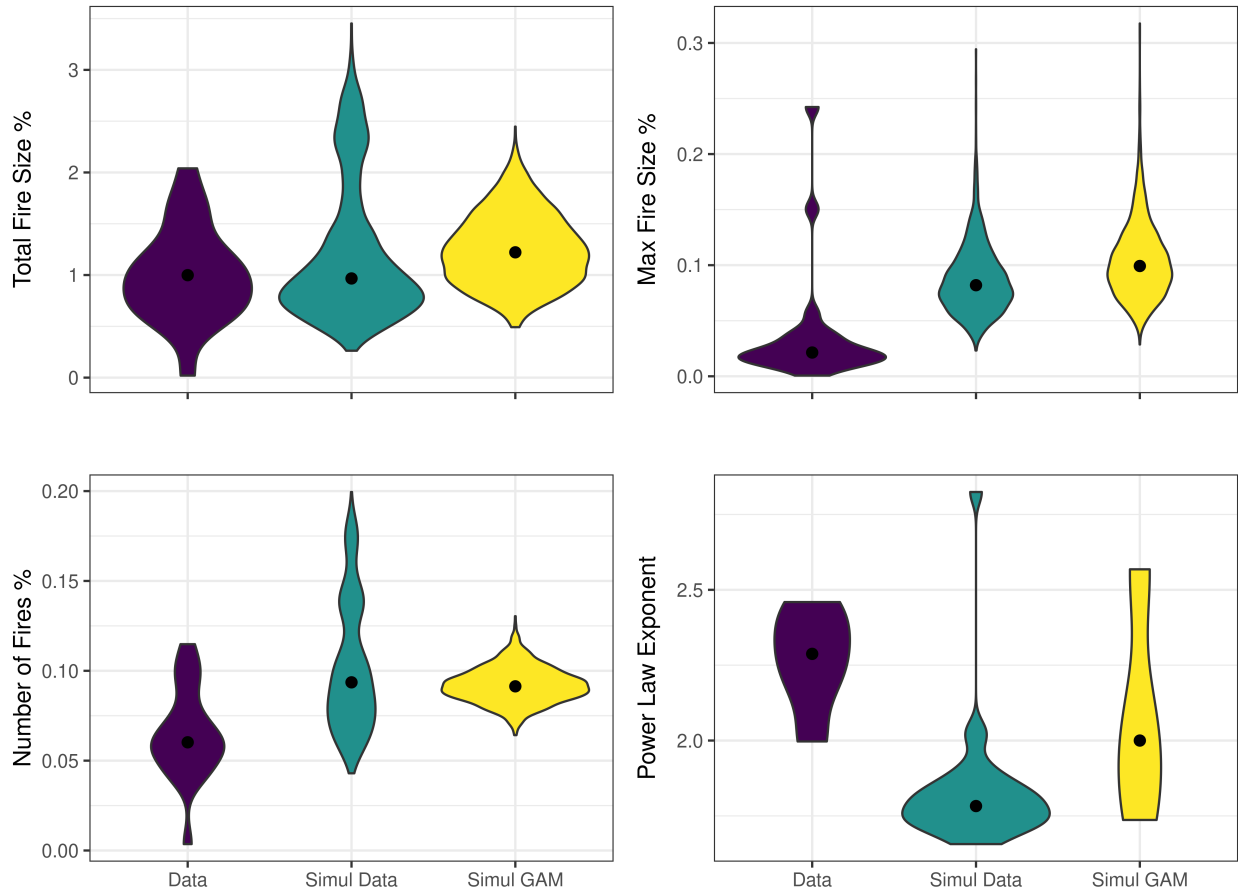 Total Fire Size %
3
2
1
0
Max Fire Size %
0.3
0.2
0.1
0.0
Number of Fires %
0.20
0.15
0.10
0.05
0.00
Data Simul Data Simul GAM
Power Law Exponent
2.5
2.0
Data Simul Data Simul GAM